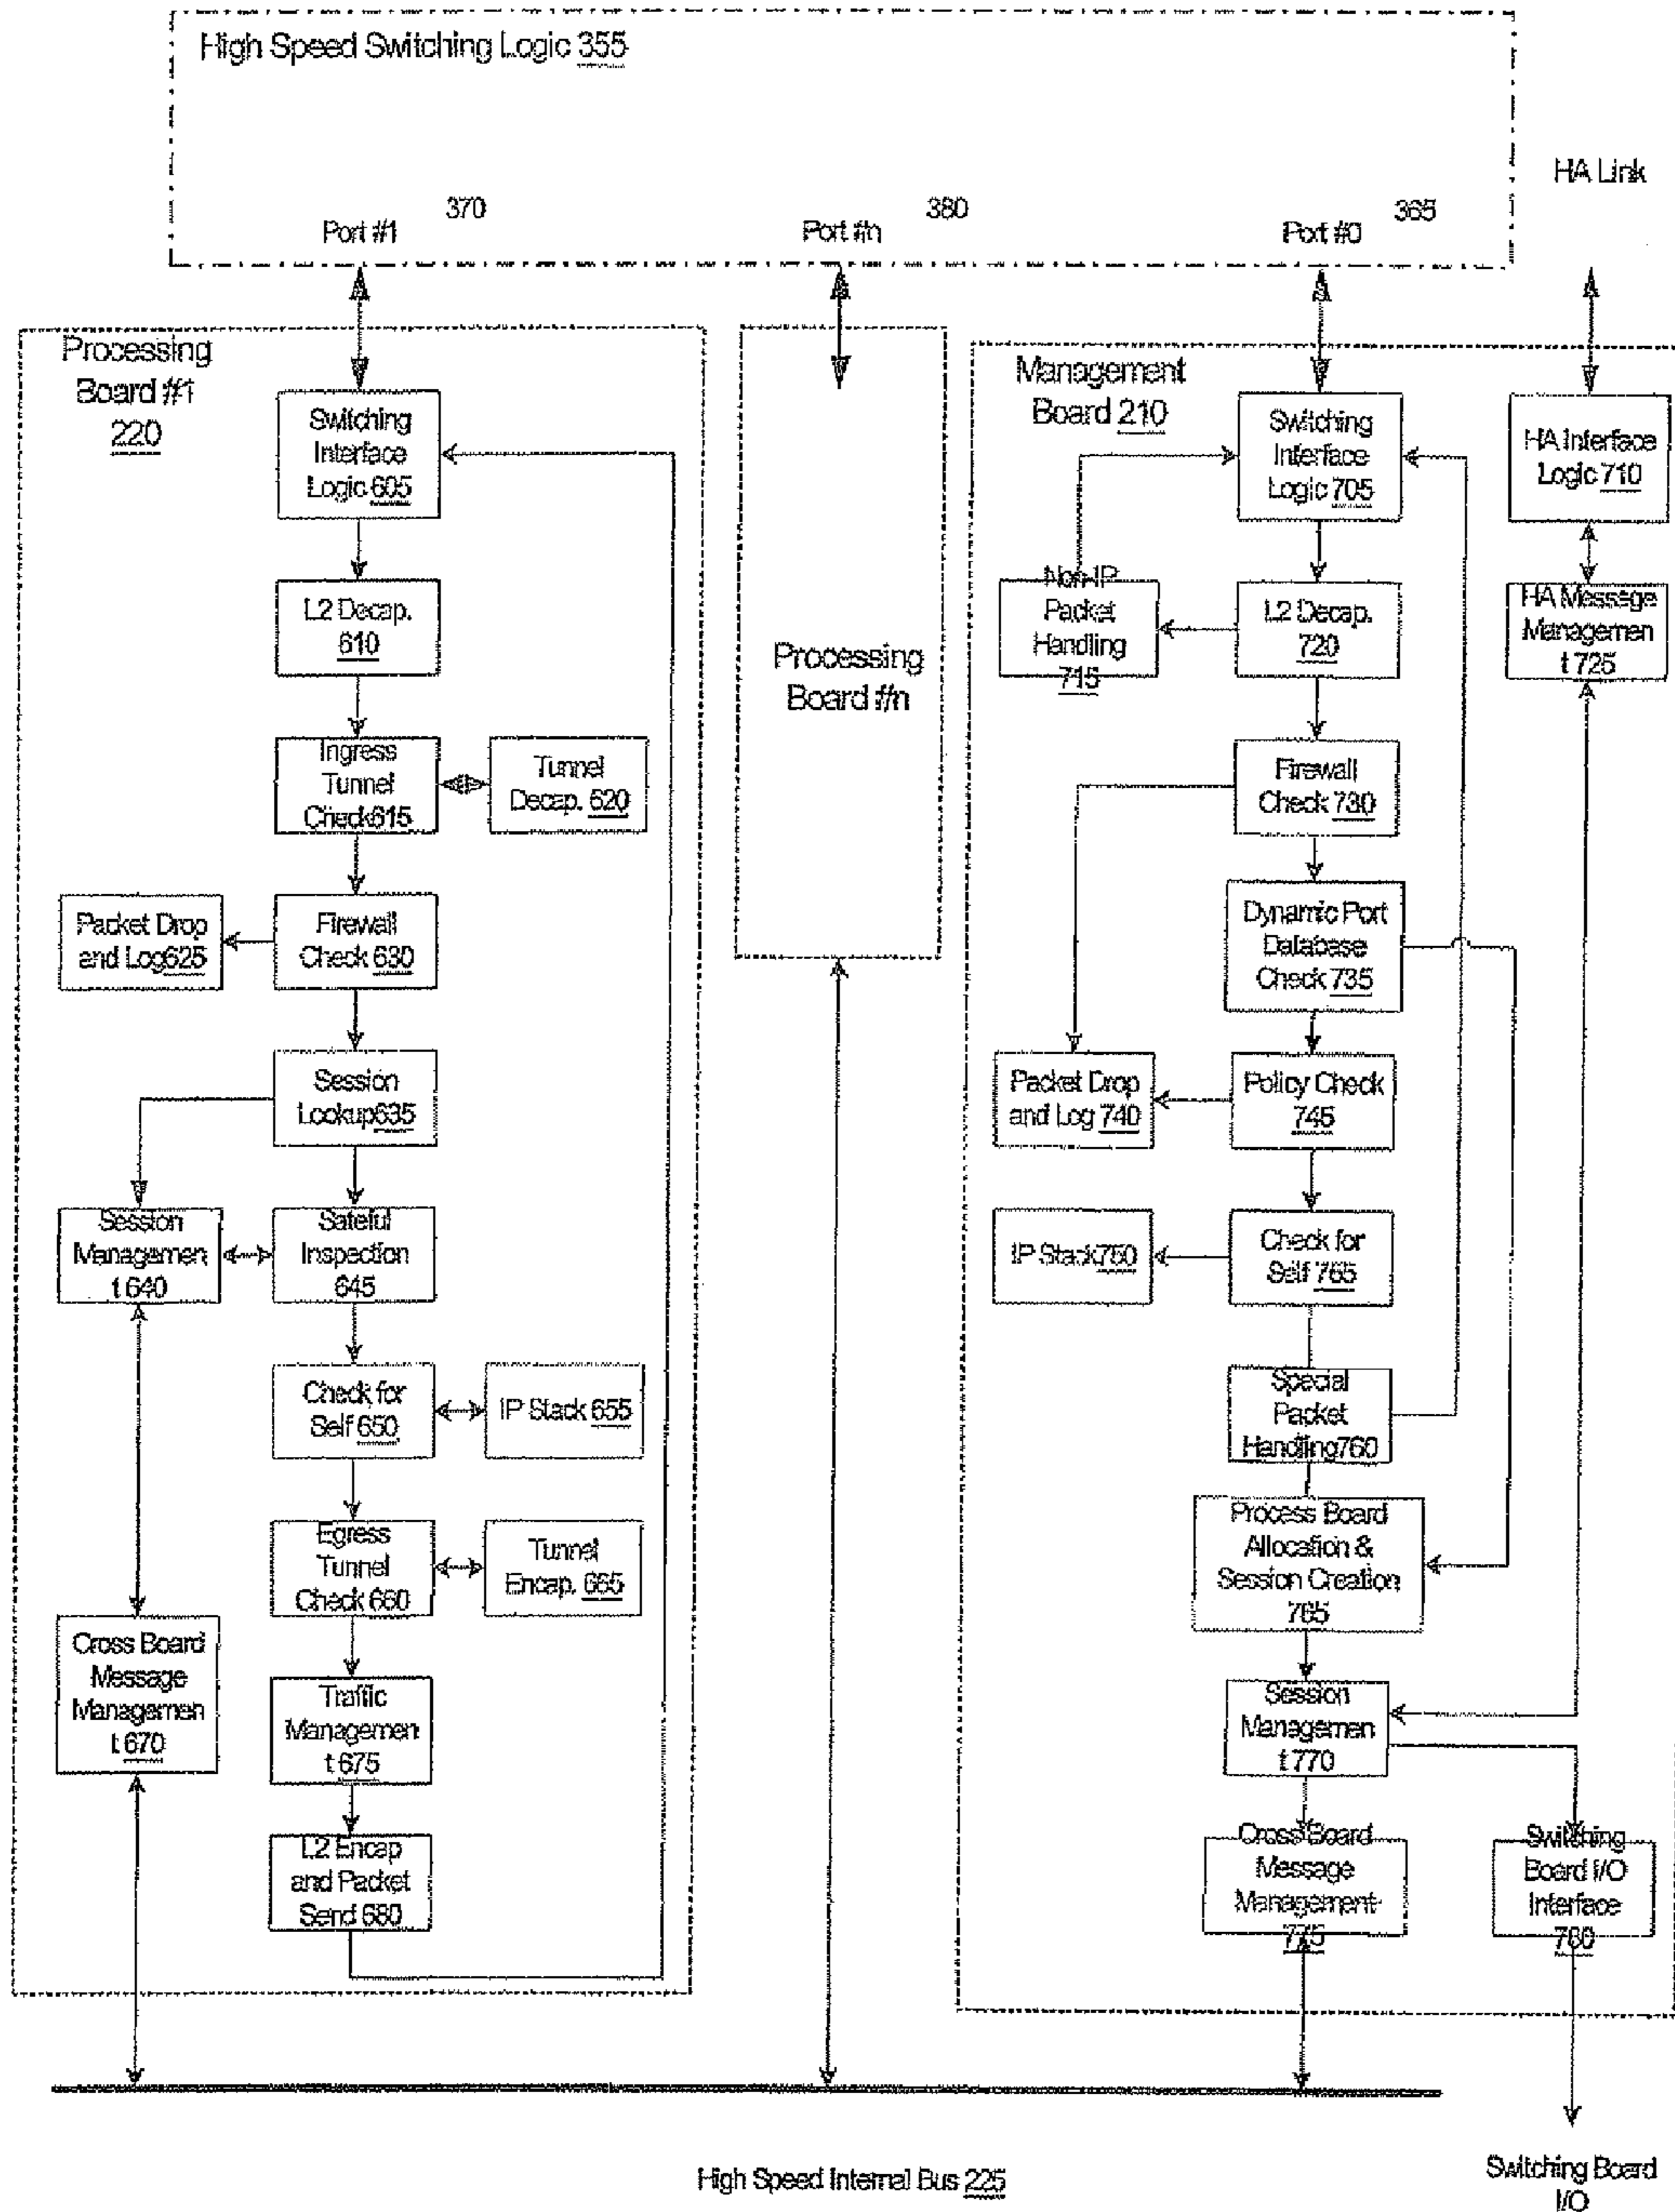 High Speed Switching Logic 355
HA Link
370
380
365
Port #1
Port #n
Port #0
Processing
Board #1
220
Switching
Interface
Logic 605
L2 Decap.
610
Ingress
Tunnel
Check615
Tunnel
Decap. 620
Packet Drop
and Log625
Firewall
Check 630
Session
Lookup635
Session
Managemen
t 640
Sateful
Inspection
645
Check for
Self 650
IP Stack 655
Egress
Tunnel
Check 660
Tunnel
Encap. 665
Cross Board
Message
Managemen
t 670
Traffic
Managemen
t 675
L2 Encap
and Packet
Send 680
Processing
Board #n
Management
Board 210
Switching
Interface
Logic 705
HA Interface
Logic 710
Non-IP
Packet
Handling
715
L2 Decap.
720
HA Message
Managemen
t 725
Firewall
Check 730
Dynamic Port
Database
Check 735
Packet Drop
and Log 740
Policy Check
745
IP Stack750
Check for
Self 755
Special
Packet
Handling760
Process Board
Allocation &
Session Creation
765
Session
Managemen
t 770
Cross Board
Message
Management
775
Switching
Board I/O
Interface
780
High Speed Internal Bus 225
Switching Board
I/O